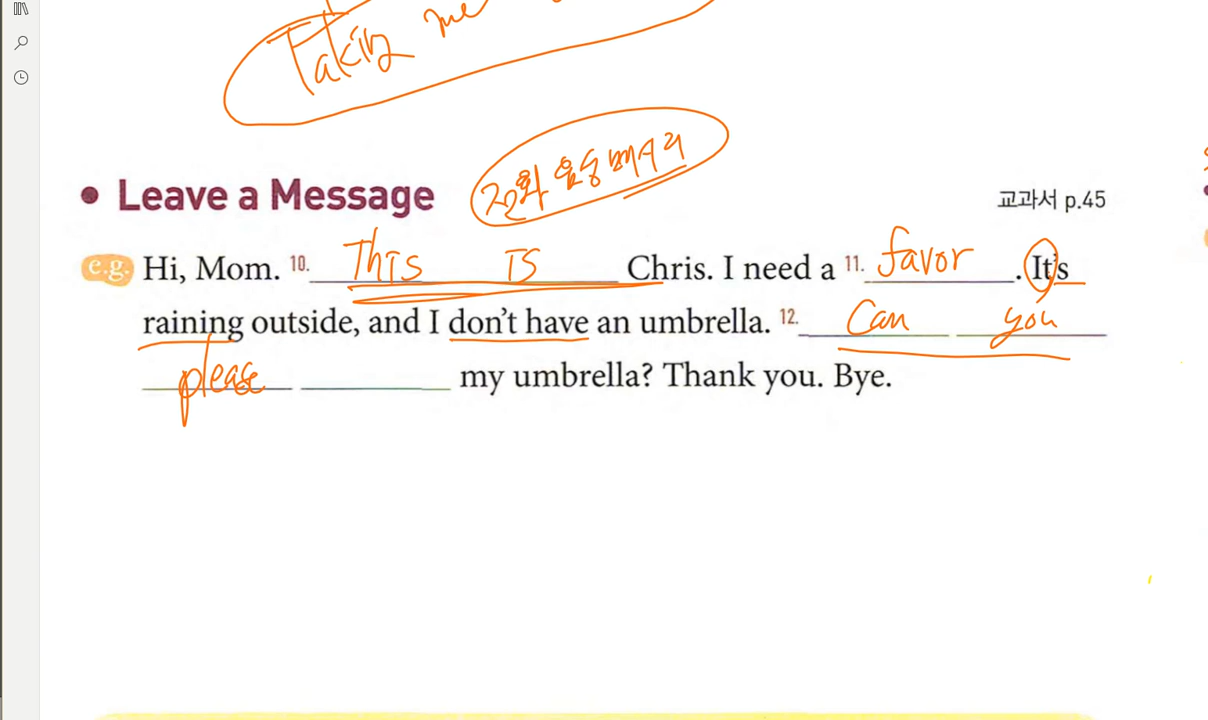 Taking me
전화 음성 메시지
• Leave a Message
교과서 p.45
e.g. Hi, Mom. 10. This is Chris. I need a 11. favor. It's
raining outside, and I don't have an umbrella. 12. Can you
please ____ my umbrella? Thank you. Bye.